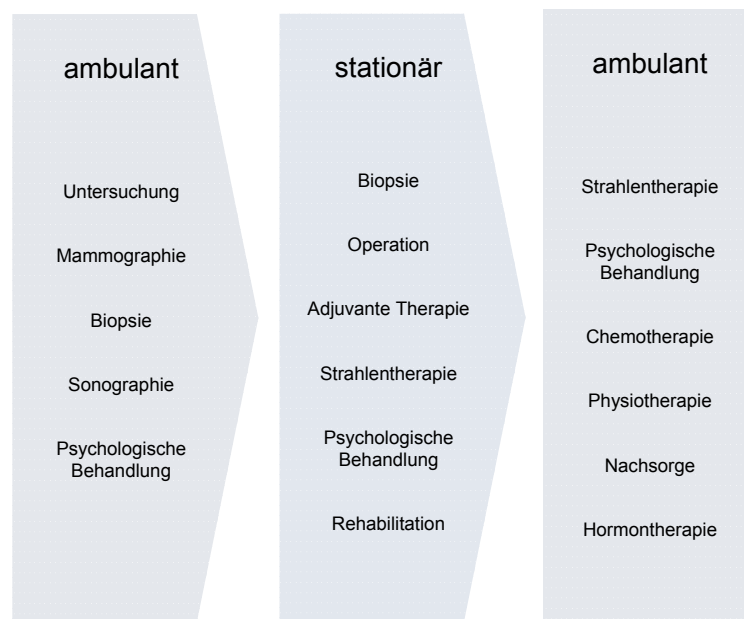 ambulant
Untersuchung
Mammographie
Biopsie
Sonographie
Psychologische
Behandlung
stationär
Biopsie
Operation
Adjuvante Therapie
Strahlentherapie
Psychologische
Behandlung
Rehabilitation
ambulant
Strahlentherapie
Psychologische
Behandlung
Chemotherapie
Physiotherapie
Nachsorge
Hormontherapie